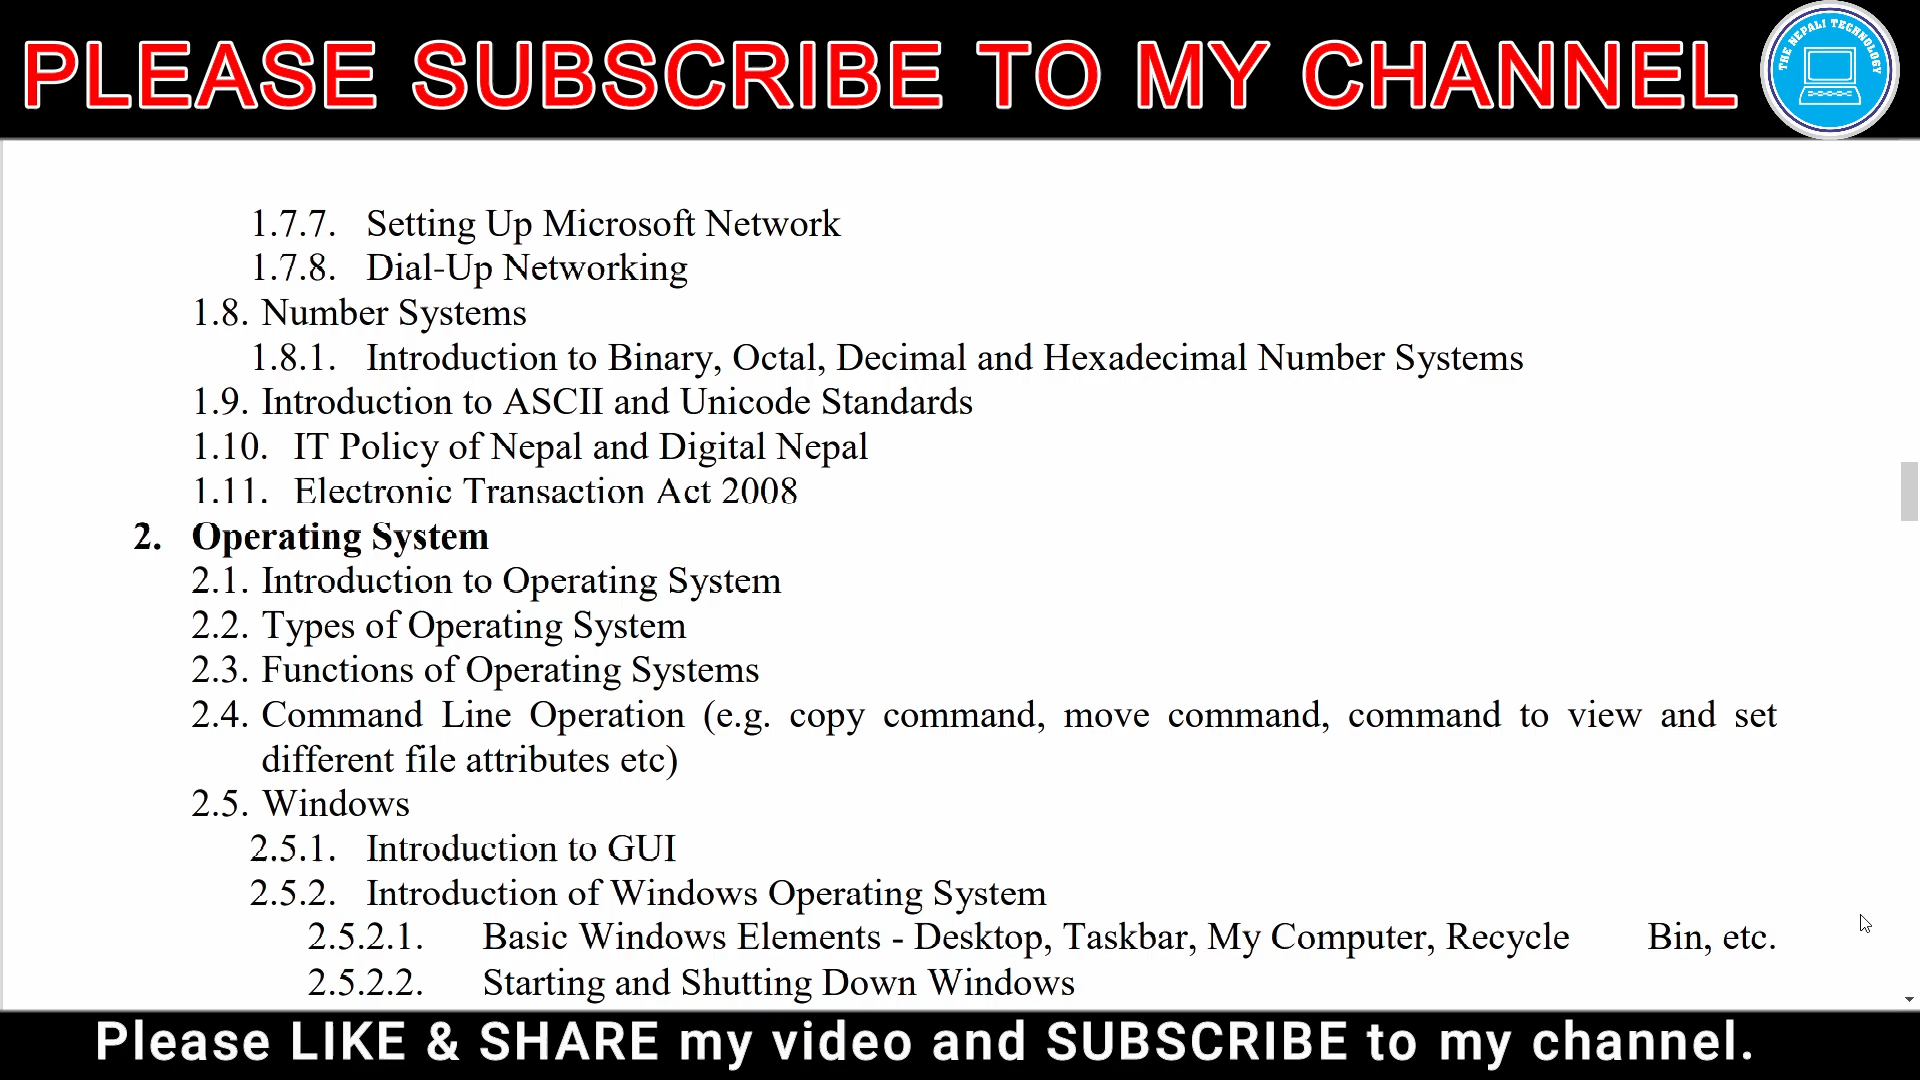 PLEASE SUBSCRIBE TO MY CHANNEL
THE NEPALI TECHNOLOGY
1.7.7. Setting Up Microsoft Network
1.7.8. Dial-Up Networking
1.8. Number Systems
1.8.1. Introduction to Binary, Octal, Decimal and Hexadecimal Number Systems
1.9. Introduction to ASCII and Unicode Standards
1.10. IT Policy of Nepal and Digital Nepal
1.11. Electronic Transaction Act 2008
2. Operating System
2.1. Introduction to Operating System
2.2. Types of Operating System
2.3. Functions of Operating Systems
2.4. Command Line Operation (e.g. copy command, move command, command to view and set
different file attributes etc)
2.5. Windows
2.5.1. Introduction to GUI
2.5.2. Introduction of Windows Operating System
2.5.2.1. Basic Windows Elements - Desktop, Taskbar, My Computer, Recycle Bin, etc.
2.5.2.2. Starting and Shutting Down Windows
Please LIKE & SHARE my video and SUBSCRIBE to my channel.